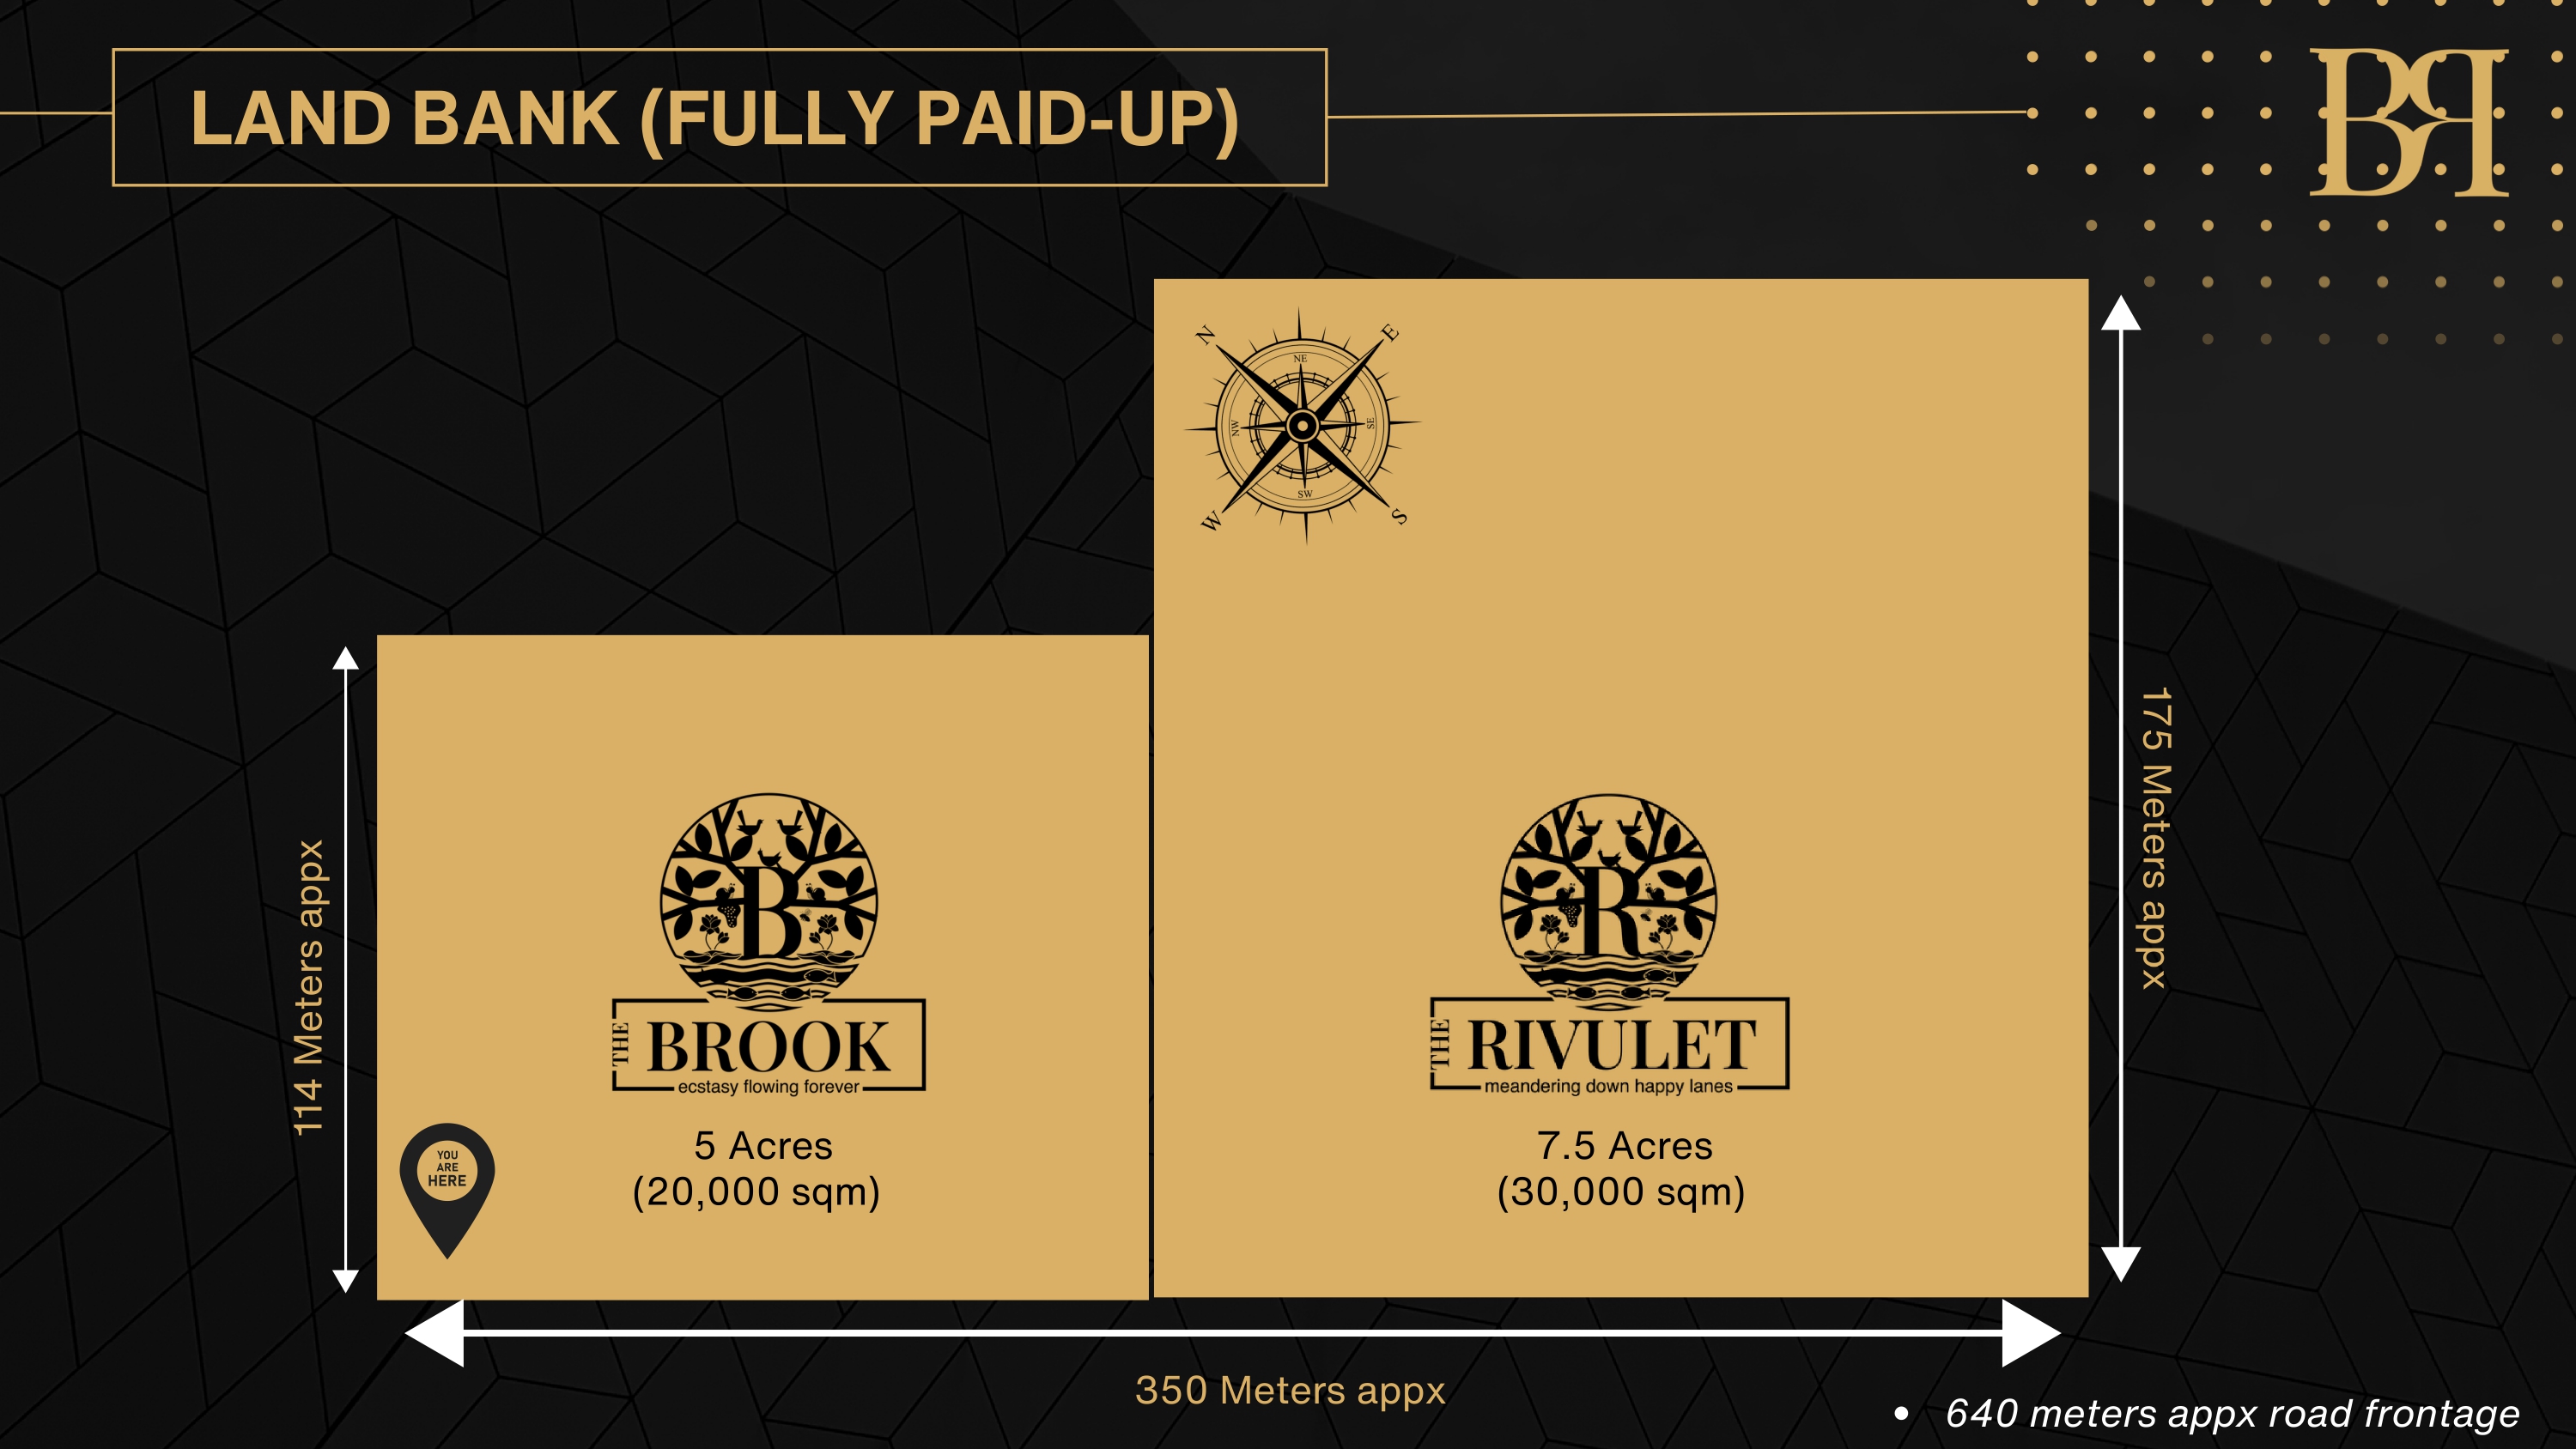 LAND BANK (FULLY PAID-UP)
BP
N
E
NE
NW
SE
SW
W
S
114 Meters appx
175 Meters appx
B
THE
BROOK
ecstasy flowing forever
5 Acres
(20,000 sqm)
YOU
ARE
HERE
R
THE
RIVULET
meandering down happy lanes
7.5 Acres
(30,000 sqm)
350 Meters appx
• 640 meters appx road frontage